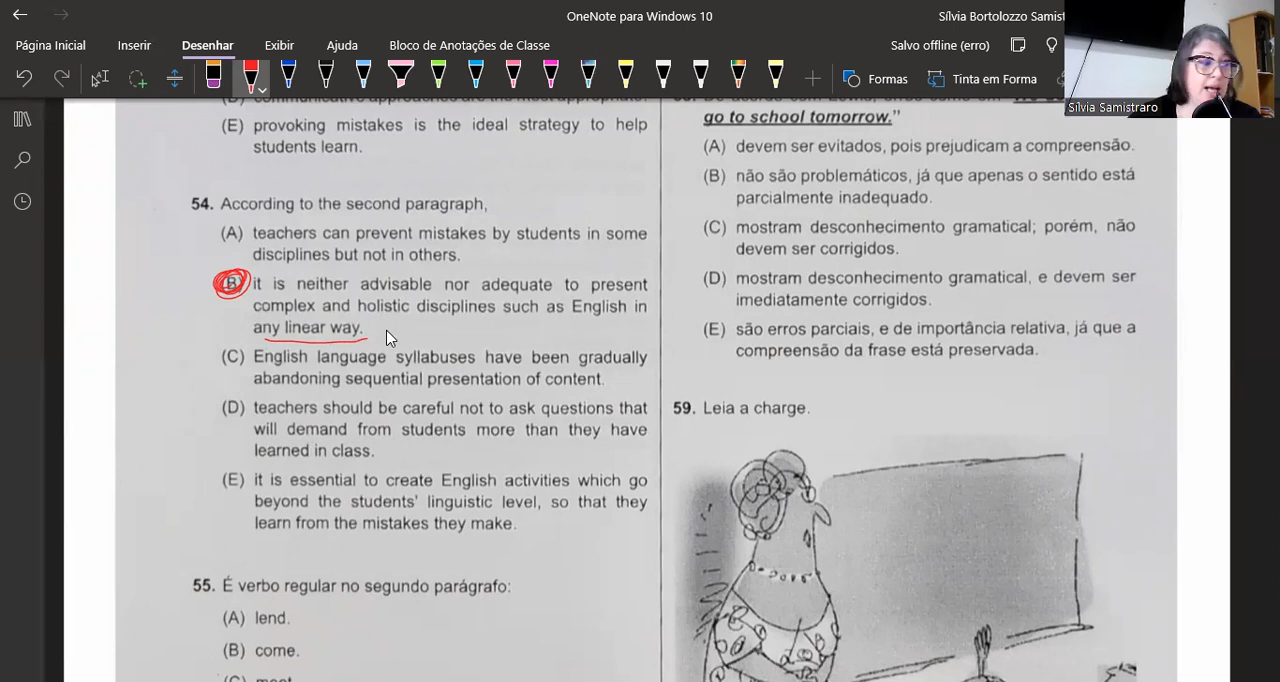 OneNote para Windows 10
Sílvia Bortolozzo Samist
Página Inicial
Inserir
Desenhar
Exibir
Ajuda
Bloco de Anotações de Classe
Salvo offline (erro)
Formas
Tinta em Forma
Sílvia Samistraro
(E) provoking mistakes is the ideal strategy to help
students learn.
54. According to the second paragraph,
(A) teachers can prevent mistakes by students in some
disciplines but not in others.
(B) it is neither advisable nor adequate to present
complex and holistic disciplines such as English in
any linear way.
(C) English language syllabuses have been gradually
abandoning sequential presentation of content.
(D) teachers should be careful not to ask questions that
will demand from students more than they have
learned in class.
(E) it is essential to create English activities which go
beyond the students' linguistic level, so that they
learn from the mistakes they make.
55. É verbo regular no segundo parágrafo:
(A) lend.
(B) come.
go to school tomorrow."
(A) devem ser evitados, pois prejudicam a compreensão.
(B) não são problemáticos, já que apenas o sentido está
parcialmente inadequado.
(C) mostram desconhecimento gramatical; porém, não
devem ser corrigidos.
(D) mostram desconhecimento gramatical, e devem ser
imediatamente corrigidos.
(E) são erros parciais, e de importância relativa, já que a
compreensão da frase está preservada.
59. Leia a charge.